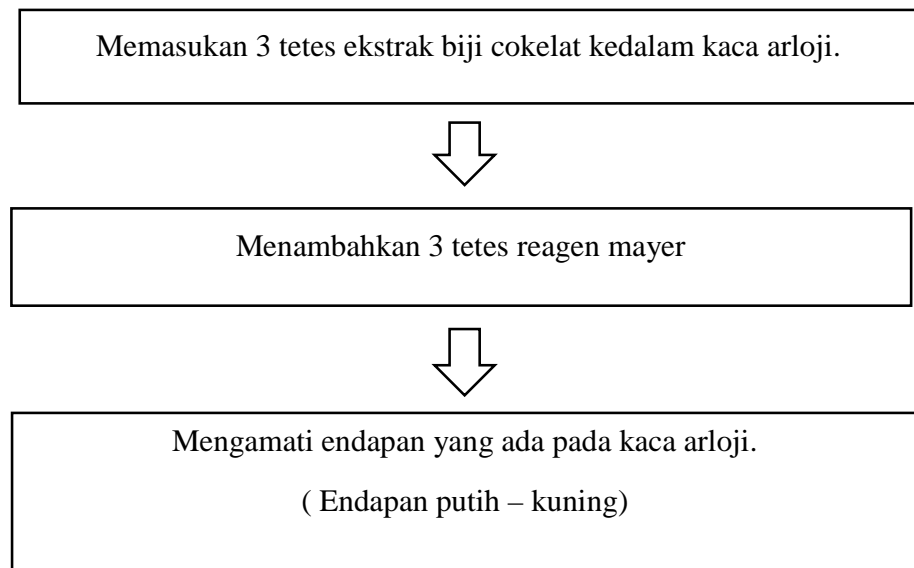 Memasukan 3 tetes ekstrak biji cokelat kedalam kaca arloji.
Menambahkan 3 tetes reagen mayer
Mengamati endapan yang ada pada kaca arloji.
( Endapan putih – kuning)